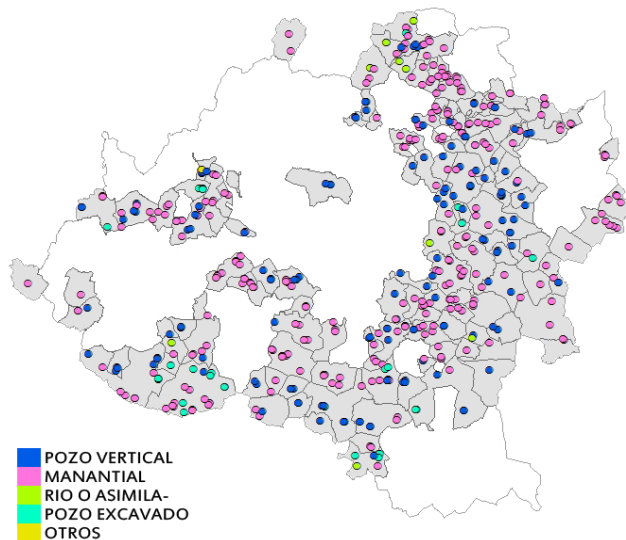 POZO VERTICAL
MANANTIAL
RIO O ASIMILA-
POZO EXCAVADO
OTROS